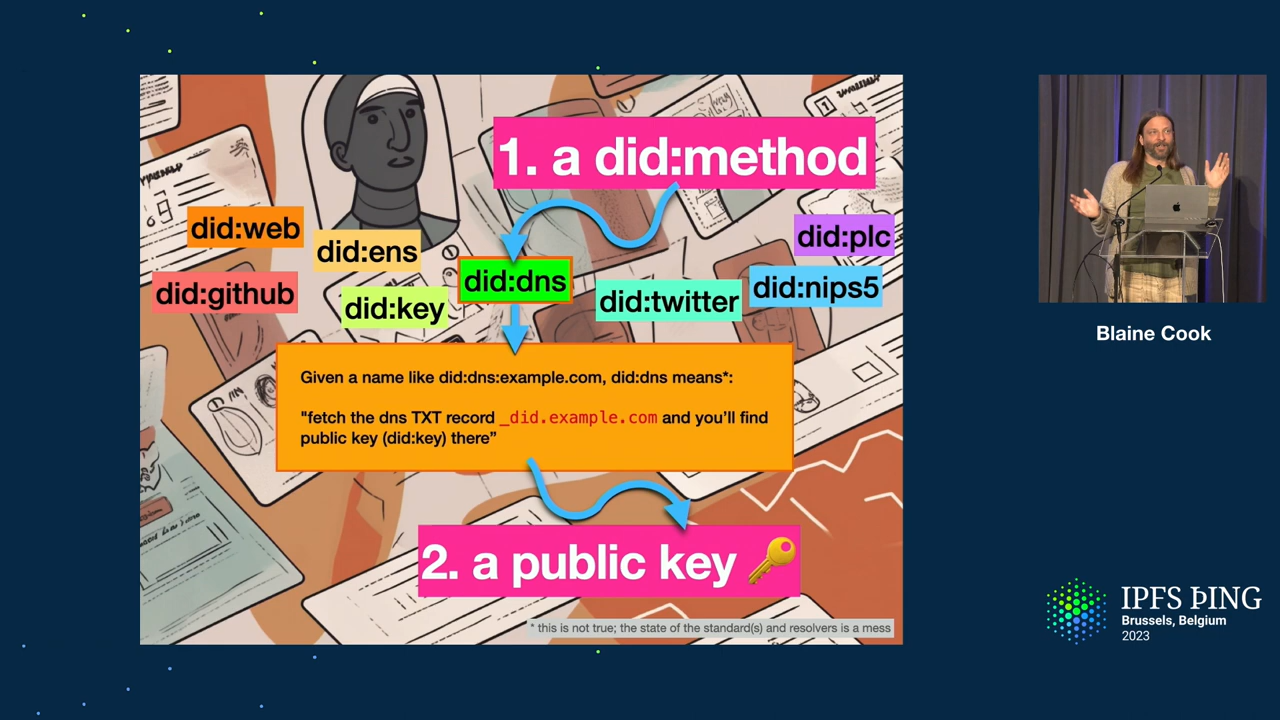 1. a did:method
did:web
did:ens
did:plc
did:github
did:key
did:dns
did:twitter
did:nips5
Given a name like did:dns:example.com, did:dns means*:
"fetch the dns TXT record _did.example.com and you’ll find
public key (did:key) there”
2. a public key 🔑
* this is not true; the state of the standard(s) and resolvers is a mess
Blaine Cook
IPFS ÞING
Brussels, Belgium
2023